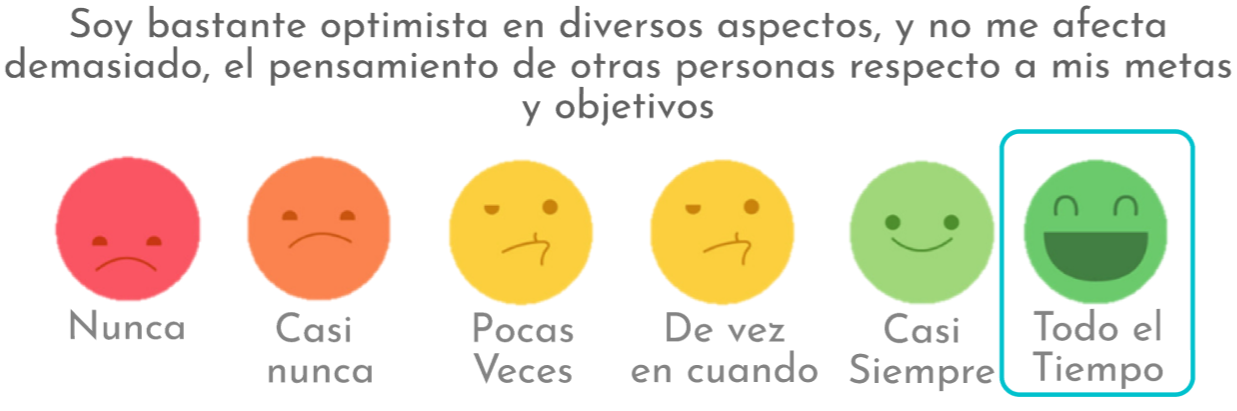 Soy bastante optimista en diversos aspectos, y no me afecta
demasiado, el pensamiento de otras personas respecto a mis metas
y objetivos
Nunca
Casi
nunca
Pocas
Veces
De vez
en cuando
Casi
Siempre
Todo el
Tiempo